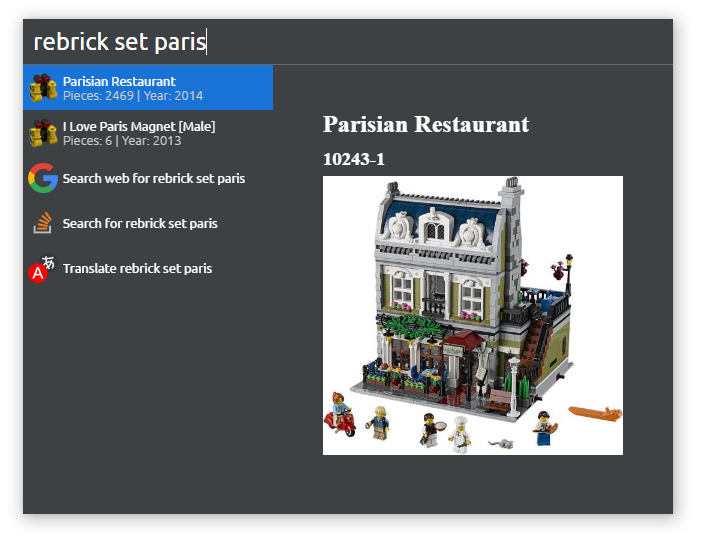 rebrick set paris
Parisian Restaurant
Pieces: 2469 | Year: 2014
I Love Paris Magnet [Male]
Pieces: 6 | Year: 2013
Search web for rebrick set paris
Search for rebrick set paris
Translate rebrick set paris
A あ
Parisian Restaurant
10243-1